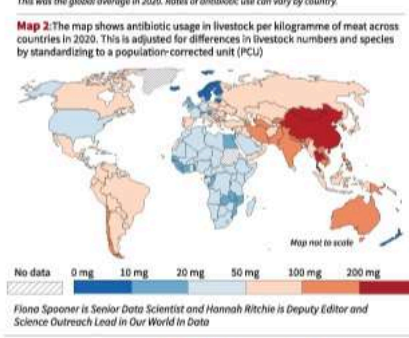 This was the global average in 2020. Rates of antibiotic use can vary by country.
Map 2:The map shows antibiotic usage in livestock per kilogramme of meat across
countries in 2020. This is adjusted for differences in livestock numbers and species
by standardizing to a population-corrected unit (PCU)
Map not to scale
No data 0 mg 10 mg 20 mg 50 mg 100 mg 200 mg
Fiona Spooner is Senior Data Scientist and Hannah Ritchie is Deputy Editor and
Science Outreach Lead in Our World in Data